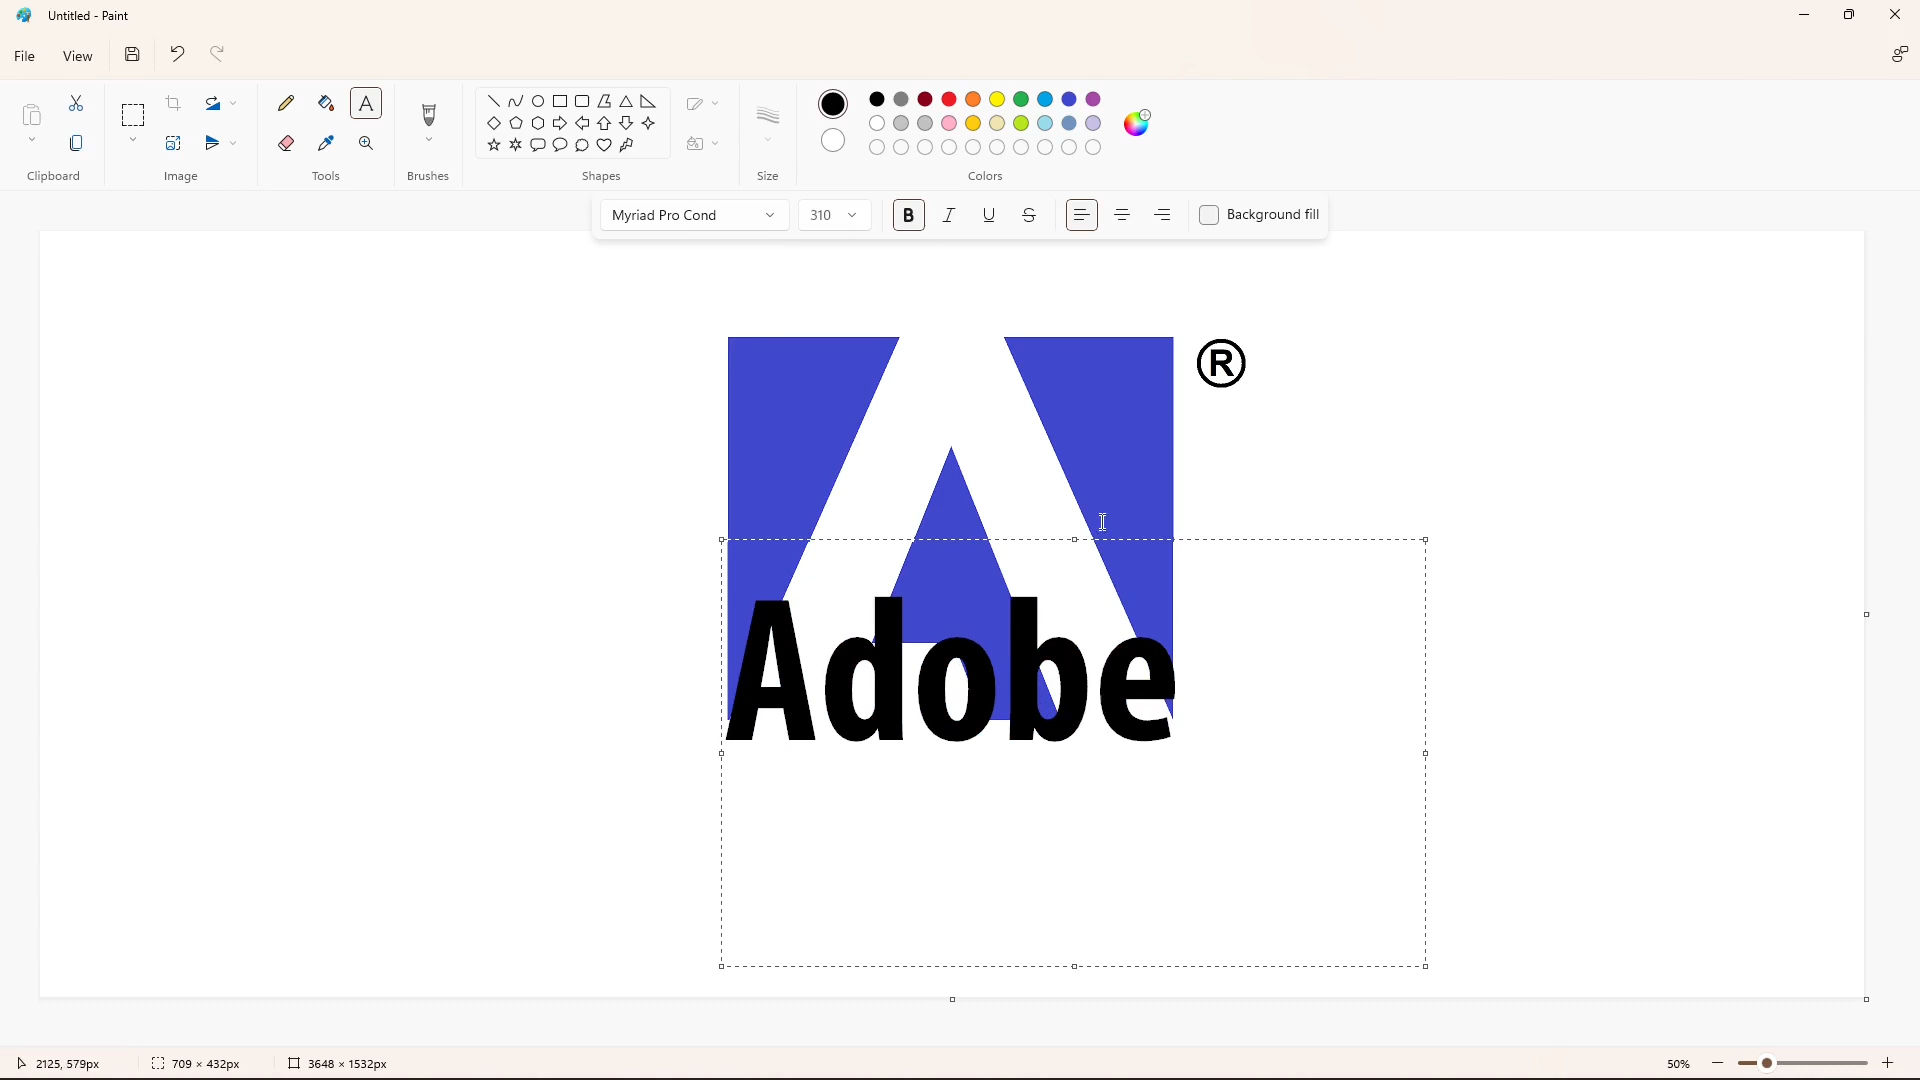 Untitled - Paint
File
View
A
Clipboard
Image
Tools
Brushes
Shapes
Size
Colors
Myriad Pro Cond
310
B
I
U
S
Background fill
®
Adobe
2125, 579px
709 × 432px
3648 × 1532px
50%